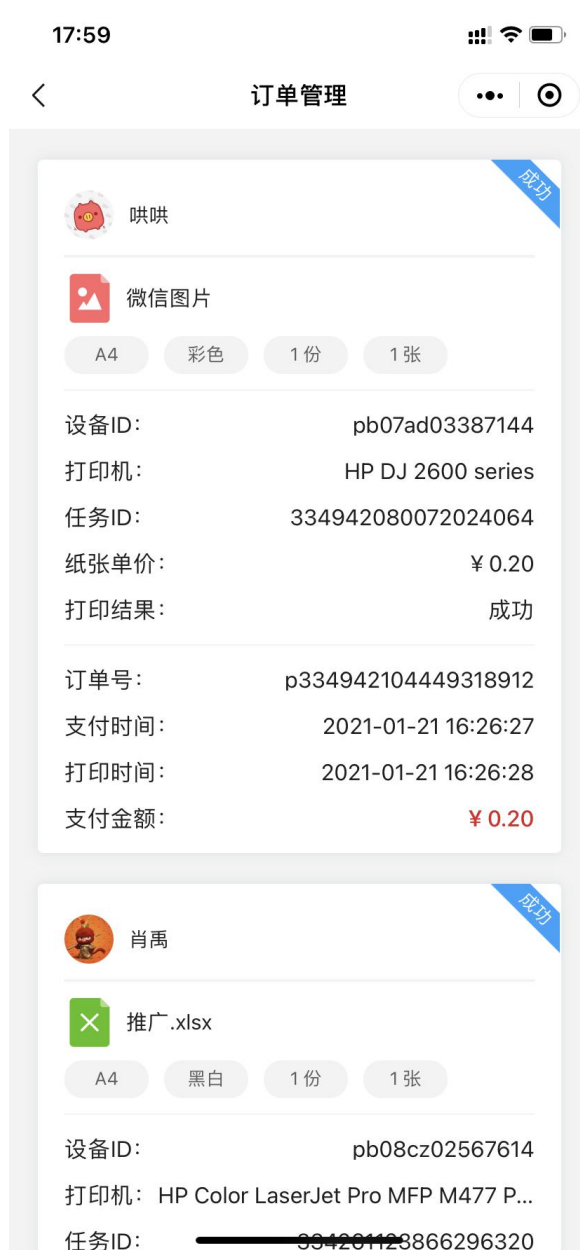 17:59
订单管理
成功
哄哄
微信图片
A4 彩色 1份 1张
设备ID： pb07ad03387144
打印机： HP DJ 2600 series
任务ID： 334942080072024064
纸张单价： ¥ 0.20
打印结果： 成功
订单号： p334942104449318912
支付时间： 2021-01-21 16:26:27
打印时间： 2021-01-21 16:26:28
支付金额： ¥ 0.20
成功
肖禹
推广.xlsx
A4 黑白 1份 1张
设备ID： pb08cz02567614
打印机： HP Color LaserJet Pro MFP M477 P...
任务ID：